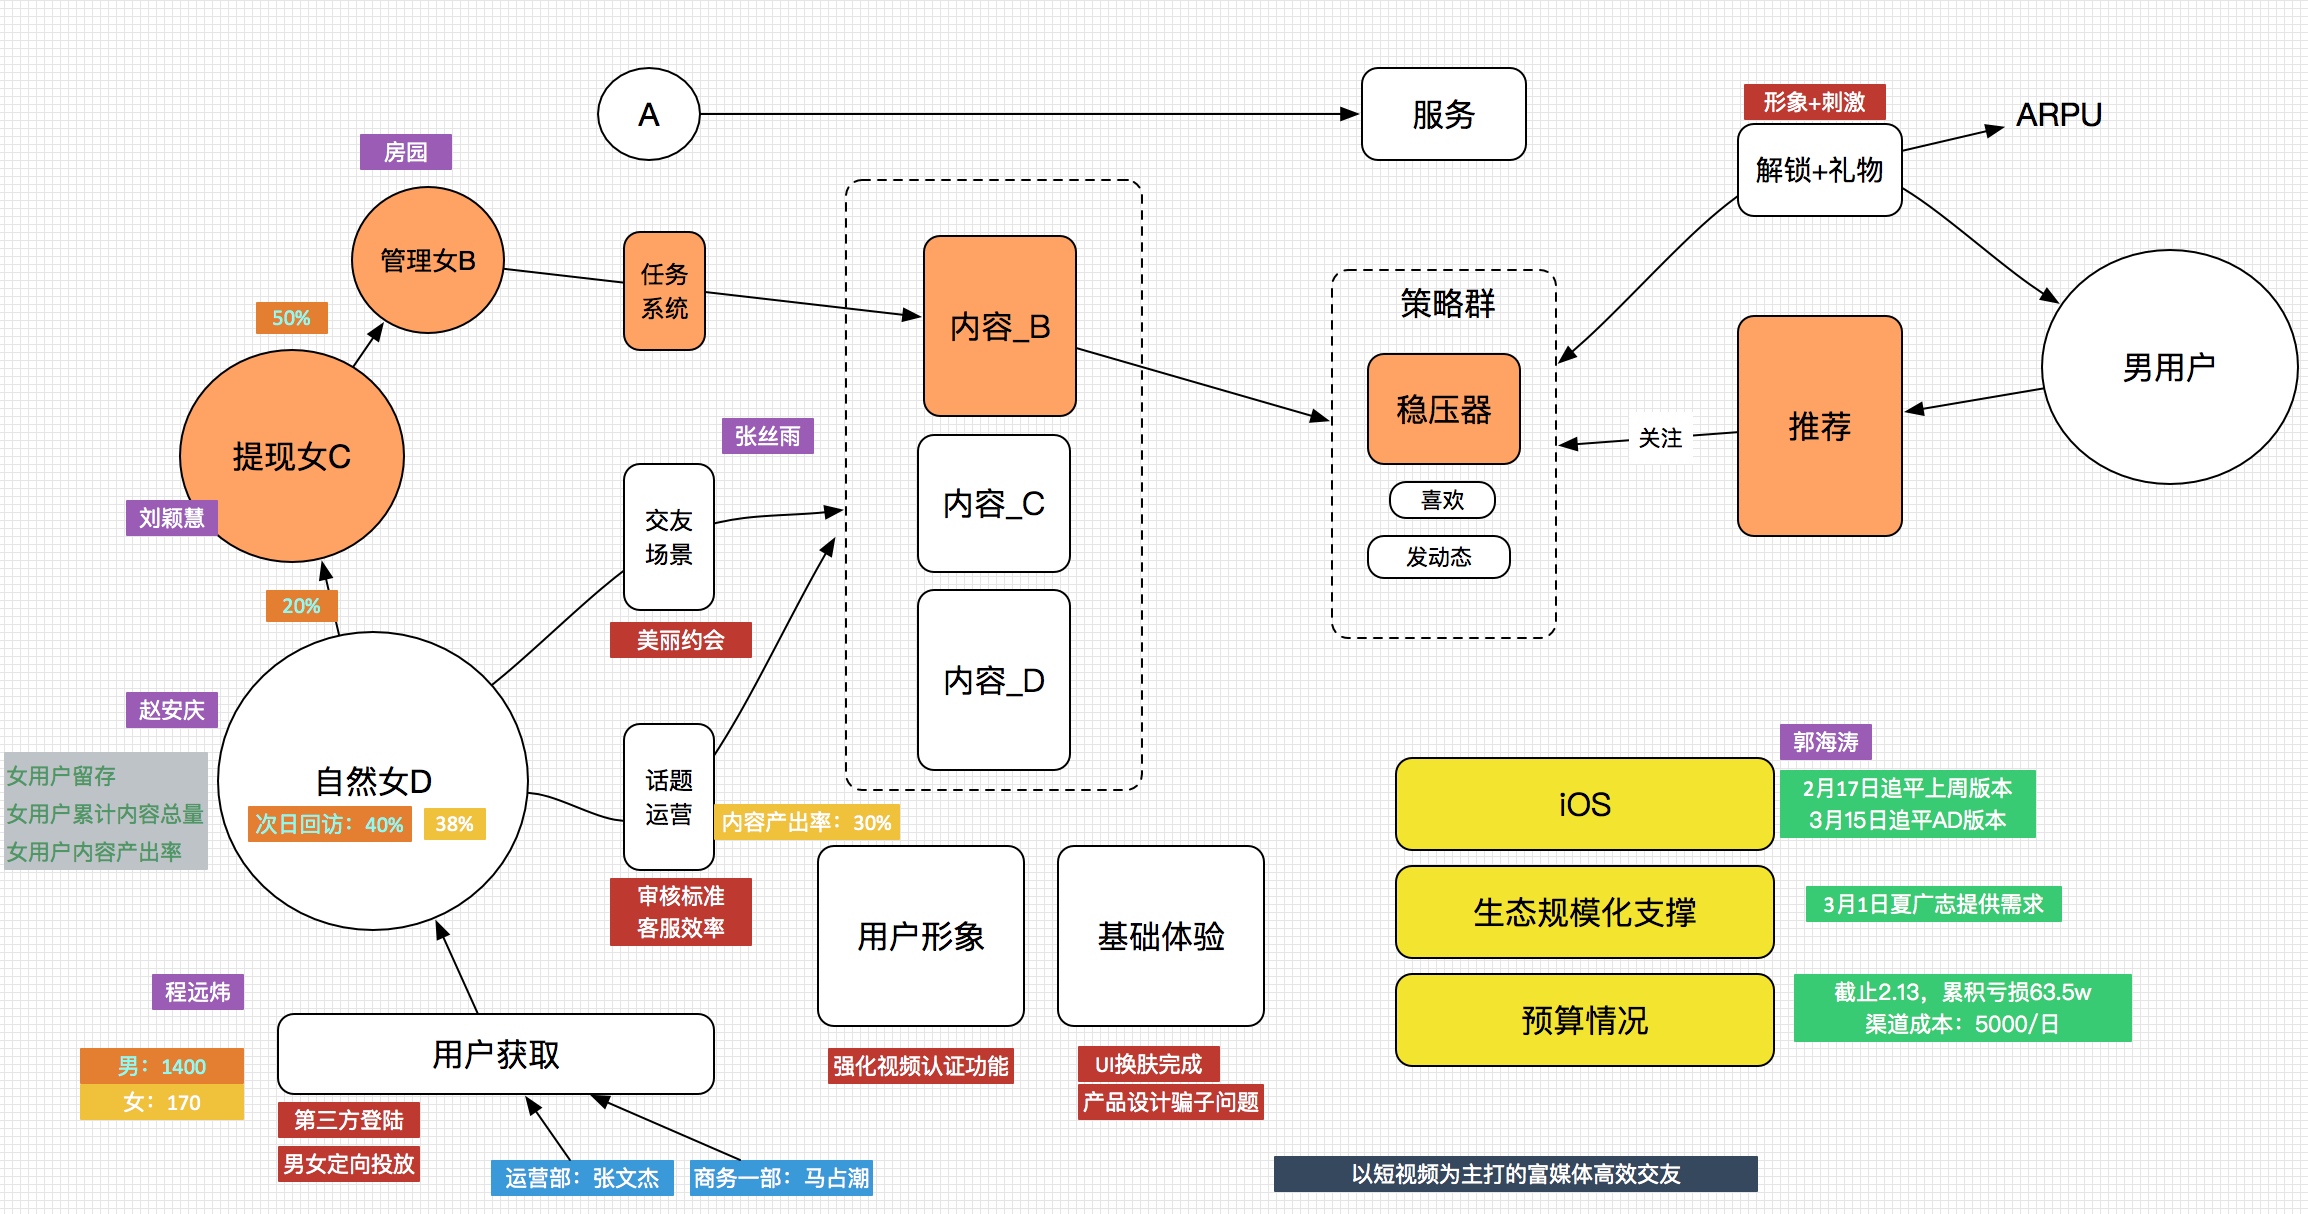 A
服务
形象+刺激
解锁+礼物
ARPU
房园
管理女B
任务
系统
内容_B
策略群
稳压器
喜欢
发动态
关注
推荐
男用户
50%
提现女C
刘颖慧
20%
张丝雨
交友
场景
美丽约会
内容_C
内容_D
赵安庆
女用户留存
女用户累计内容总量
女用户内容产出率
自然女D
次日回访：40%
38%
话题
运营
内容产出率：30%
审核标准
客服效率
用户形象
强化视频认证功能
基础体验
UI换肤完成
产品设计骗子问题
郭海涛
iOS
2月17日追平上周版本
3月15日追平AD版本
生态规模化支撑
3月1日夏广志提供需求
预算情况
截止2.13，累积亏损63.5w
渠道成本：5000/日
程远炜
男：1400
女：170
用户获取
第三方登陆
男女定向投放
运营部：张文杰
商务一部：马占潮
以短视频为主打的富媒体高效交友